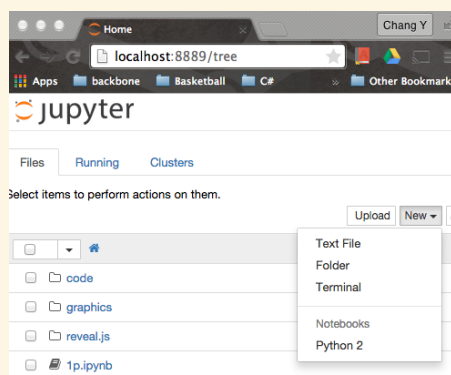 Home
Chang Y
localhost:8889/tree
Apps backbone Basketball C# » Other Bookmark
jupyter
Files Running Clusters
Select items to perform actions on them.
Upload New
Text File
Folder
Terminal
Notebooks
Python 2
code
graphics
reveal.js
1p.ipynb